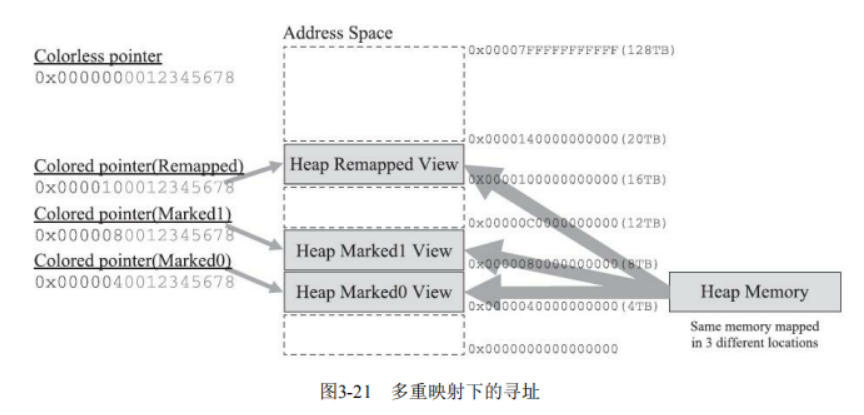 Address Space
0x00007FFFFFFFFFFF(128TB)
Colorless pointer
0x0000000012345678
0x0000140000000000(20TB)
Colored pointer(Remapped)
0x0000100012345678
Heap Remapped View
0x0000100000000000(16TB)
Colored pointer(Marked1)
0x0000080012345678
0x00000C0000000000(12TB)
Heap Marked1 View
0x0000080000000000(8TB)
Colored pointer(Marked0)
0x0000040012345678
Heap Marked0 View
0x0000040000000000(4TB)
Heap Memory
Same memory mapped
in 3 different locations
0x0000000000000000
图3-21 多重映射下的寻址